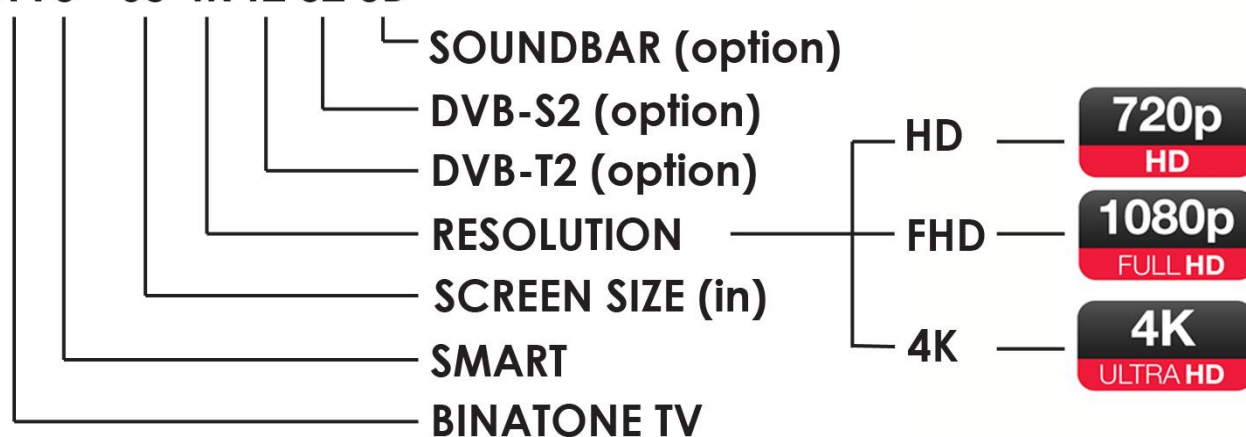 SOUNDBAR (option)
DVB-S2 (option)
DVB-T2 (option)
RESOLUTION
SCREEN SIZE (in)
SMART
BINATONE TV
HD
720p
HD
FHD
1080p
FULL HD
4K
4K
ULTRA HD